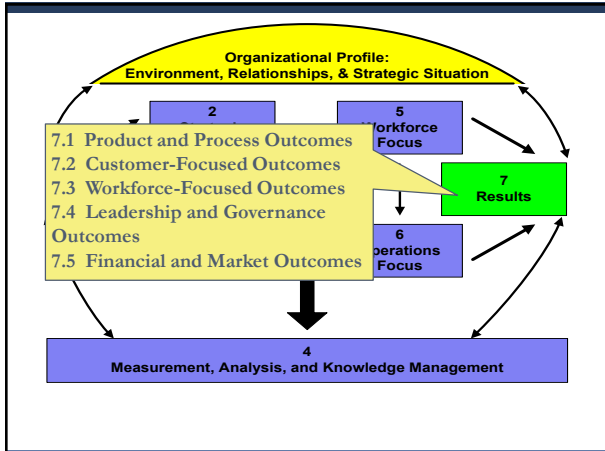 Organizational Profile:
Environment, Relationships, & Strategic Situation
2
5
Workforce
Focus
7.1 Product and Process Outcomes
7.2 Customer-Focused Outcomes
7.3 Workforce-Focused Outcomes
7.4 Leadership and Governance
Outcomes
7.5 Financial and Market Outcomes
7
Results
6
Operations
Focus
4
Measurement, Analysis, and Knowledge Management